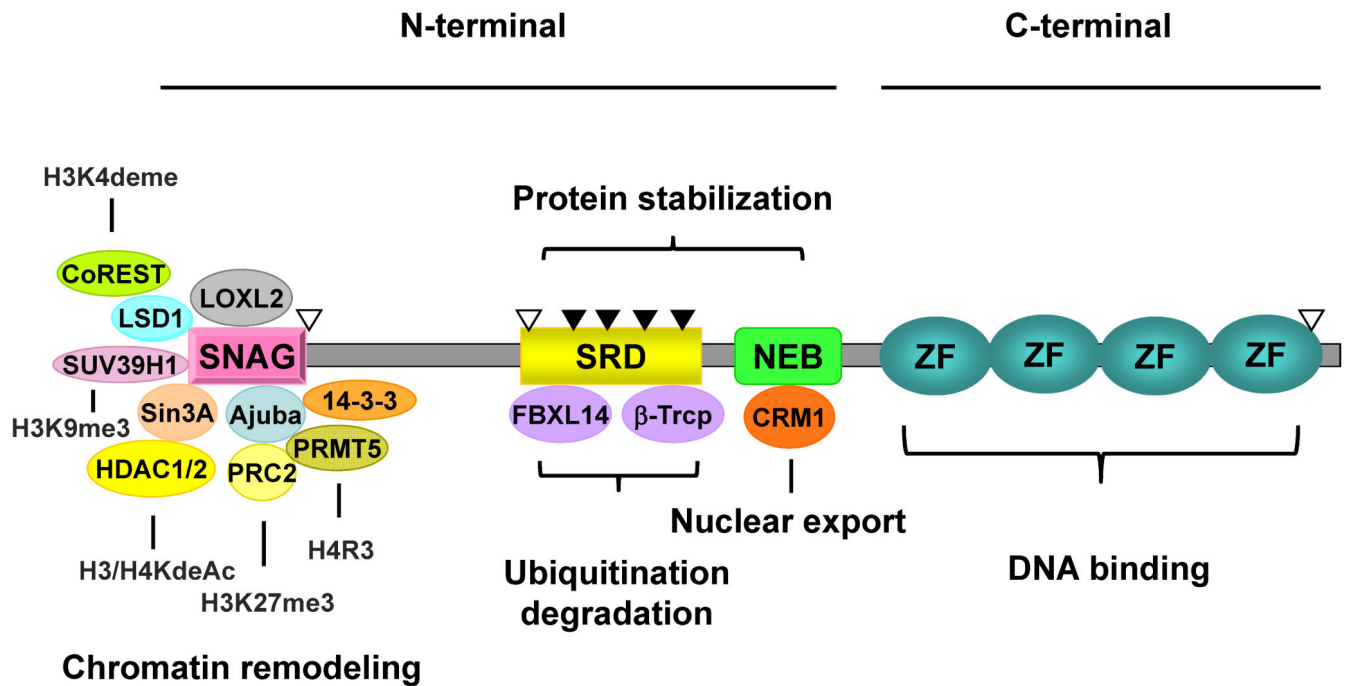 N-terminal
C-terminal
H3K4deme
Protein stabilization
CoREST
LOXL2
LSD1
SNAG
SRD
NEB
ZF
ZF
ZF
ZF
SUV39H1
H3K9me3
Sin3A
Ajuba
14-3-3
FBXL14
β-Trcp
CRM1
HDAC1/2
PRC2
PRMT5
H3/H4KdeAc
H3K27me3
H4R3
Nuclear export
Ubiquitination
degradation
DNA binding
Chromatin remodeling